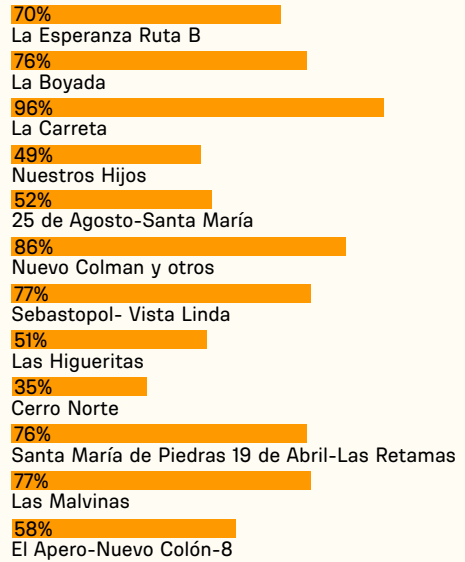 70%
La Esperanza Ruta B
76%
La Boyada
96%
La Carreta
49%
Nuestros Hijos
52%
25 de Agosto-Santa María
86%
Nuevo Colman y otros
77%
Sebastopol- Vista Linda
51%
Las Higueritas
35%
Cerro Norte
76%
Santa María de Piedras 19 de Abril-Las Retamas
77%
Las Malvinas
58%
El Apero-Nuevo Colón-8